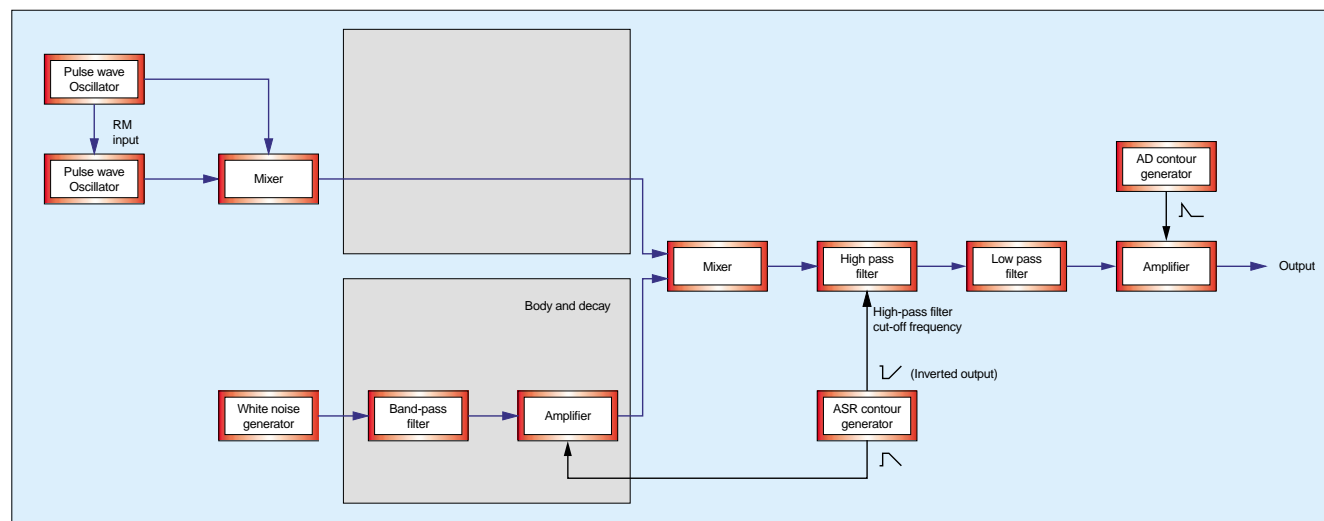 Pulse wave
Oscillator
RM
input
Pulse wave
Oscillator
Mixer
AD contour
generator
Mixer
High pass
filter
Low pass
filter
Amplifier
Output
Body and decay
High-pass filter
cut-off frequency
(Inverted output)
White noise
generator
Band-pass
filter
Amplifier
ASR contour
generator